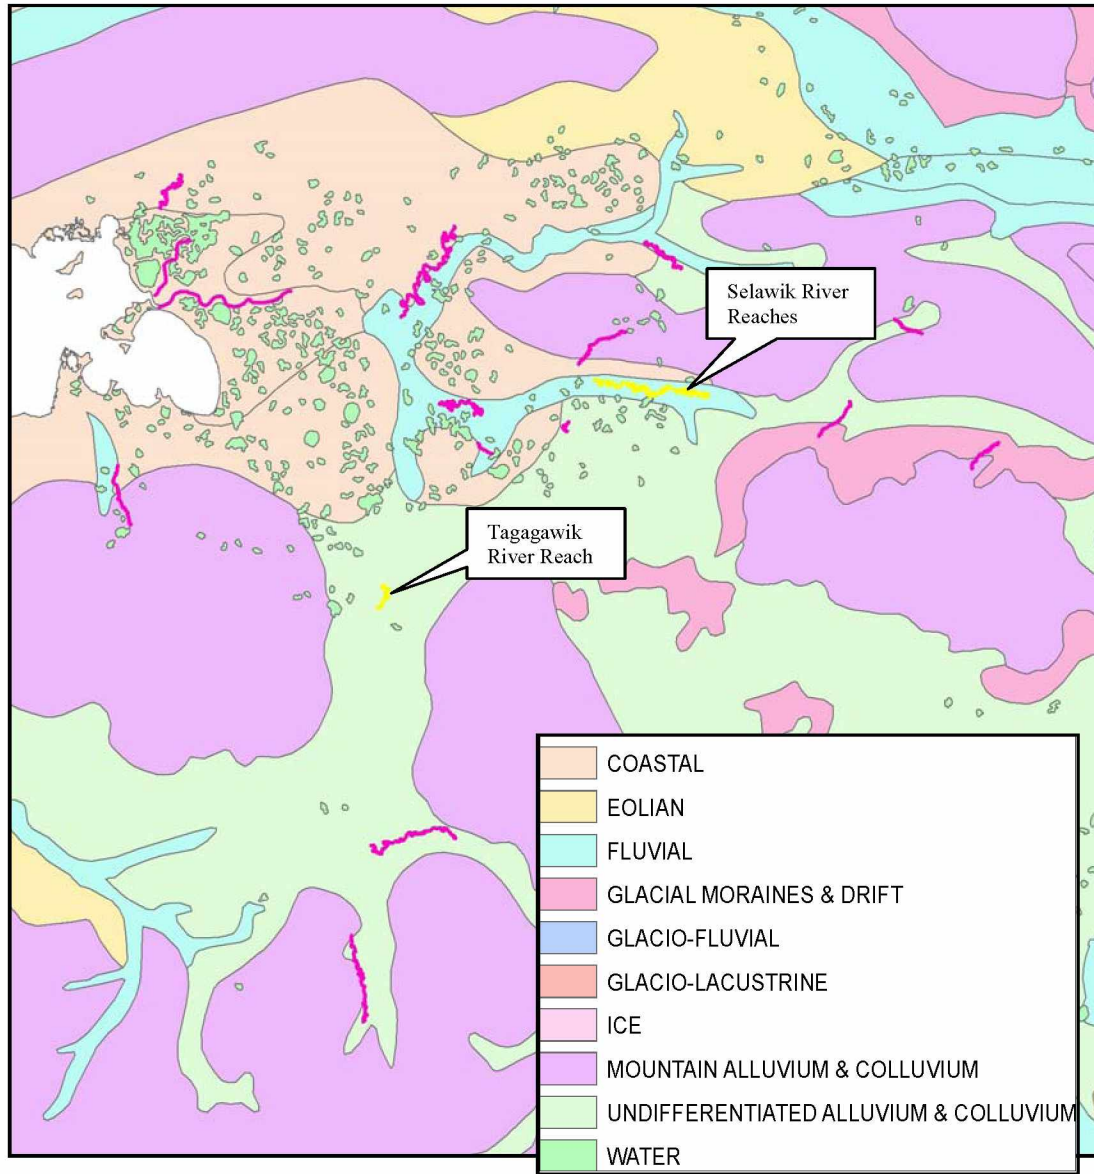 Selawik River
Reaches
Tagagawik
River Reach
COASTAL
EOLIAN
FLUVIAL
GLACIAL MORAINES & DRIFT
GLACIO-FLUVIAL
GLACIO-LACUSTRINE
ICE
MOUNTAIN ALLUVIUM & COLLUVIUM
UNDIFFERENTIATED ALLUVIUM & COLLUVIUM
WATER